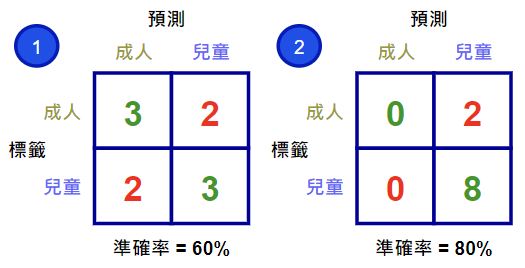 1
預測
成人 兒童
成人 3 2
標籤
兒童 2 3
準確率 = 60%
2
預測
成人 兒童
成人 0 2
標籤
兒童 0 8
準確率 = 80%